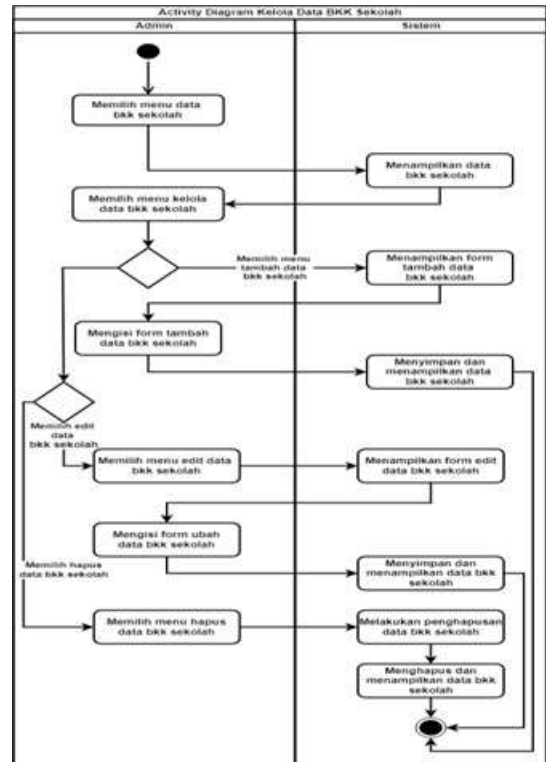 Activity Diagram Kelola Data BKK Sekolah
Admin
Sistem
Memilih menu data
bkk sekolah
Menampilkan data
bkk sekolah
Memilih menu kelola
data bkk sekolah
Memilih menu
tambah data
bkk sekolah
Menampilkan form
tambah data
bkk sekolah
Mengisi form tambah
data bkk sekolah
Menyimpan dan
menampilkan data
bkk sekolah
Memilih edit
data
bkk sekolah
Memilih menu edit data
bkk sekolah
Menampilkan form edit
data bkk sekolah
Mengisi form ubah
data bkk sekolah
Memilih hapus
data bkk sekolah
Menyimpan dan
menampilkan data bkk
sekolah
Memilih menu hapus
data bkk sekolah
Melakukan penghapusan
data bkk sekolah
Menghapus dan
menampilkan data bkk
sekolah